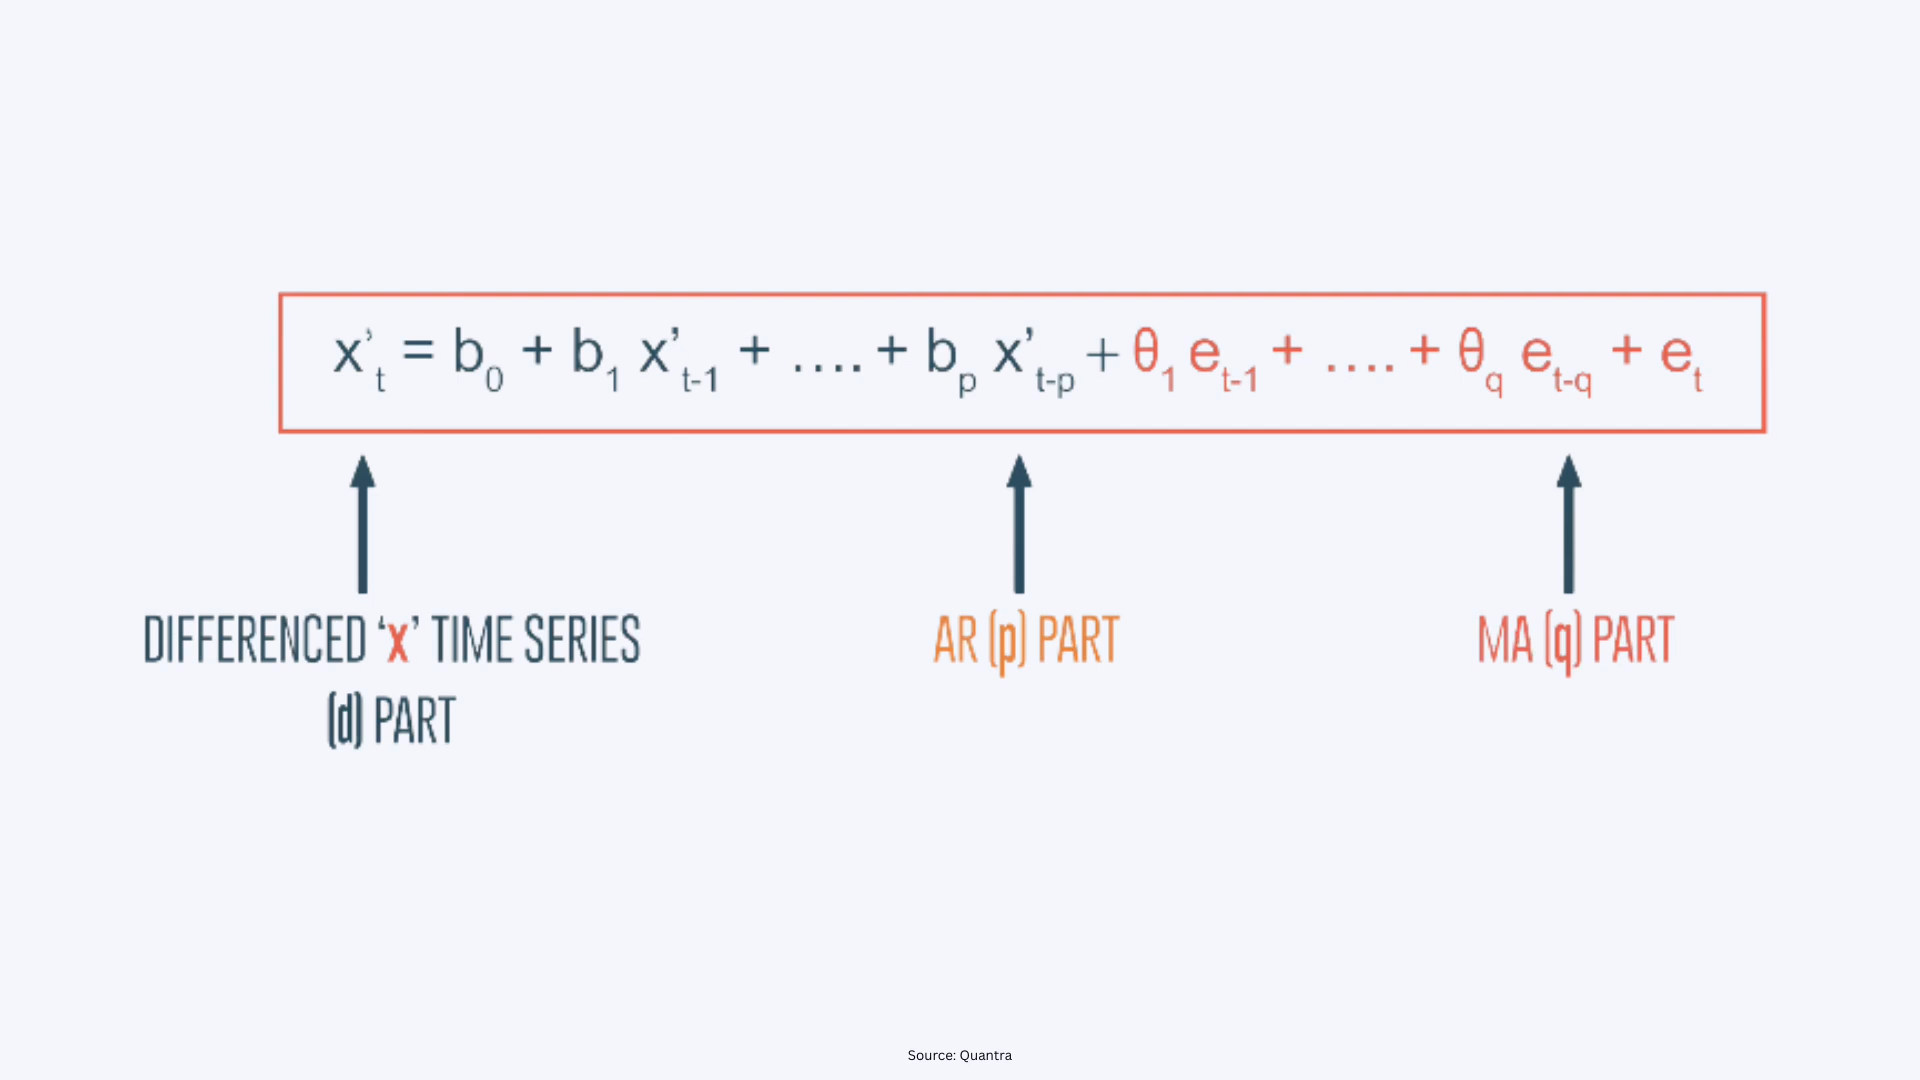 x’t = b0 + b1 x’t-1 + .... + bp x’t-p + θ1 et-1 + .... + θq et-q + et
DIFFERENCED ‘x’ TIME SERIES
(d) PART
AR (p) PART
MA (q) PART
Source: Quantra